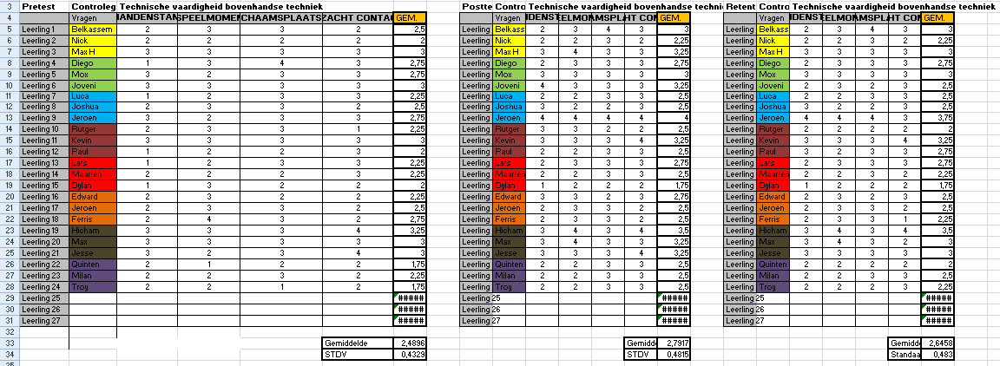 3 Pretest Controleg Technische vaardigheid bovenhandse techniek Postte Contro Technische vaardigheid bovenhandse techniek Retent Contro Technische vaardigheid bovenhandse techniek
4 Vragen HANDENSTAN SPEELMOMEN CHAAMSPLAATS ZACHT CONTA GEM. Vragen GEM. Vragen GEM.
5 Leerling 1 Belkassem 2 3 3 2 2,5 Leerling Belkass 2 3 4 3 3 Leerling Belkass 2 3 4 3 3
6 Leerling 2 Nick 2 2 2 2 2 Leerling Nick 2 2 3 2 2,25 Leerling Nick 2 2 3 2 2,25
7 Leerling 3 Max H 3 3 3 3 3 Leerling Max H 3 4 3 3 3,25 Leerling Max H 3 3 3 3 3
8 Leerling 4 Diego 1 3 4 3 2,75 Leerling Diego 2 3 3 3 2,75 Leerling Diego 2 3 3 3 2,75
9 Leerling 5 Mox 3 2 3 3 2,75 Leerling Mox 3 3 3 3 3 Leerling Mox 3 3 3 3 3
10 Leerling 6 Joveni 3 3 3 3 3 Leerling Joveni 4 3 3 3 3,25 Leerling Joveni 2 3 3 2 2,5
11 Leerling 7 Luca 1 2 3 3 2,25 Leerling Luca 2 2 3 3 2,5 Leerling Luca 2 2 3 3 2,5
12 Leerling 8 Joshua 2 3 3 2 2,5 Leerling Joshua 2 3 3 2 2,5 Leerling Joshua 2 2 3 3 2,5
13 Leerling 9 Jeroen 3 2 3 3 2,75 Leerling Jeroen 4 4 4 4 4 Leerling Jeroen 4 4 4 3 3,75
14 Leerling 10 Rutger 2 3 3 1 2,25 Leerling Rutger 3 3 2 2 2,5 Leerling Rutger 2 2 2 2 2
15 Leerling 11 Kevin 3 3 3 3 3 Leerling Kevin 3 3 3 4 3,25 Leerling Kevin 3 3 3 4 3,25
16 Leerling 12 Paul 1 2 3 2 2 Leerling Paul 2 2 3 3 2,5 Leerling Paul 2 3 3 3 2,75
17 Leerling 13 Lars 1 2 3 3 2,25 Leerling Lars 2 3 3 3 2,75 Leerling Lars 2 3 3 3 2,75
18 Leerling 14 Maarten 2 2 3 2 2,25 Leerling Maarten 2 2 3 2 2,25 Leerling Maarten 2 3 2 2 2,25
19 Leerling 15 Dylan 1 3 2 2 2 Leerling Dylan 1 2 2 2 1,75 Leerling Dylan 1 2 2 2 1,75
20 Leerling 16 Edward 2 3 2 2 2,25 Leerling Edward 2 3 3 3 2,75 Leerling Edward 2 3 3 2 2,5
21 Leerling 17 Jeroen 2 3 3 2 2,5 Leerling Jeroen 2 2 3 3 2,5 Leerling Jeroen 2 3 3 2 2,5
22 Leerling 18 Ferris 2 4 3 2 2,75 Leerling Ferris 2 3 3 2 2,5 Leerling Ferris 2 3 3 1 2,25
23 Leerling 19 Hicham 3 3 3 4 3,25 Leerling Hicham 3 4 3 4 3,5 Leerling Hicham 3 4 3 4 3,5
24 Leerling 20 Max 3 3 3 3 3 Leerling Max 3 4 3 3 3,25 Leerling Max 3 4 3 2 3
25 Leerling 21 Jesse 3 2 3 4 3 Leerling Jesse 3 3 3 4 3,25 Leerling Jesse 3 3 3 3 3
26 Leerling 22 Quinten 2 1 2 2 1,75 Leerling Quinten 2 2 3 3 2,5 Leerling Quinten 2 2 2 2 2
27 Leerling 23 Milan 2 2 3 2 2,25 Leerling Milan 2 2 3 3 2,5 Leerling Milan 2 2 3 3 2,5
28 Leerling 24 Troy 2 2 1 2 1,75 Leerling Troy 2 2 3 3 2,5 Leerling Troy 2 2 2 3 2,25
29 Leerling 25 ##### Leerling 25 ##### Leerling 25 #####
30 Leerling 26 ##### Leerling 26 ##### Leerling 26 #####
31 Leerling 27 ##### Leerling 27 ##### Leerling 27 #####
32
33 Gemiddelde 2,4896 Gemidd 2,7917 Gemidde 2,6458
34 STDV 0,4329 STDV 0,4815 Standaa 0,483